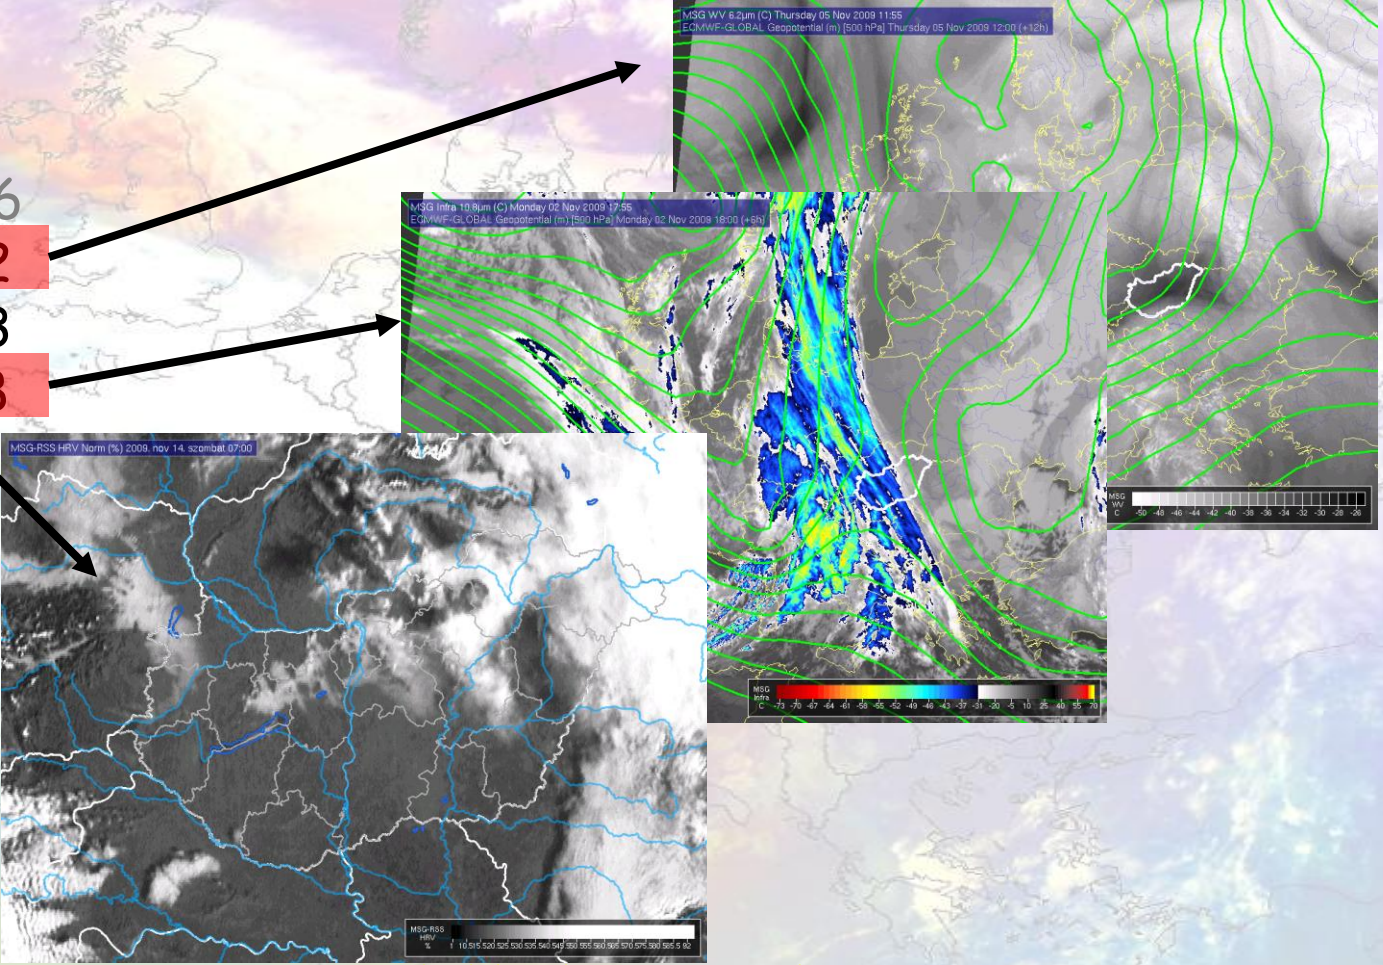 MSG WV 6.2µm (C) Thursday 05 Nov 2009 11:55
ECMWF-GLOBAL Geopotential (m) [500 hPa] Thursday 05 Nov 2009 12:00 (+12h)
6
8
MSG Infra 10.8µm (C) Monday 02 Nov 2009 17:55
ECMWF-GLOBAL Geopotential (m) [500 hPa] Monday 02 Nov 2009 18:00 (+6h)
MSG-RSS HRV Norm (%) 2009. nov 14. szombat 07:00
MSG
WV
C -50 -48 -46 -44 -42 -40 -38 -36 -34 -32 -30 -28 -26
MSG
Infra
C -73 -70 -67 -64 -61 -58 -55 -52 -49 -46 -43 -40 -37 -34 -31 -20 -5 10 25 40 55 70
MSG-RSS
HRV
%